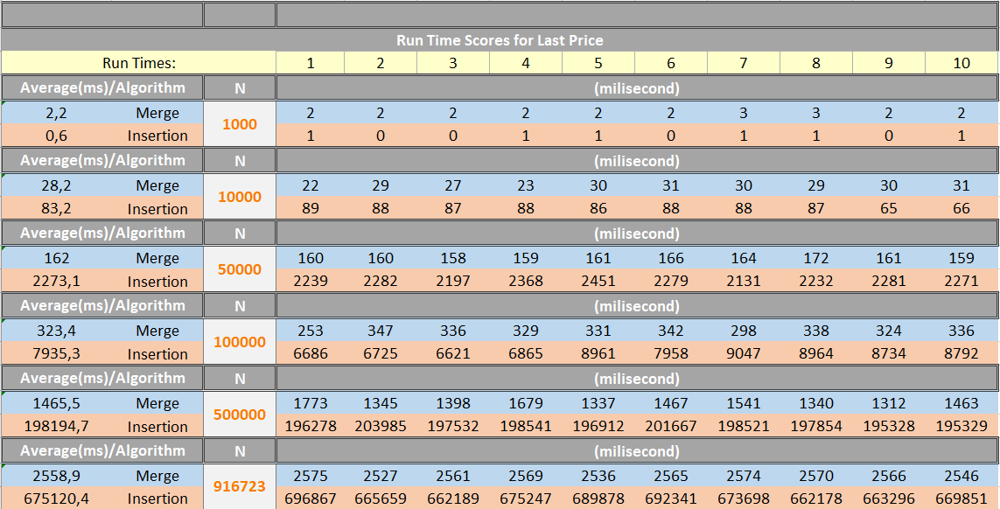 Run Time Scores for Last Price
Run Times: 1 2 3 4 5 6 7 8 9 10
Average(ms)/Algorithm N (milisecond)
2,2 Merge 1000 2 2 2 2 2 2 3 3 2 2
0,6 Insertion 1 0 0 1 1 0 1 1 0 1
Average(ms)/Algorithm N (milisecond)
28,2 Merge 10000 22 29 27 23 30 31 30 29 30 31
83,2 Insertion 89 88 87 88 86 88 88 87 65 66
Average(ms)/Algorithm N (milisecond)
162 Merge 50000 160 160 158 159 161 166 164 172 161 159
2273,1 Insertion 2239 2282 2197 2368 2451 2279 2131 2232 2281 2271
Average(ms)/Algorithm N (milisecond)
323,4 Merge 100000 253 347 336 329 331 342 298 338 324 336
7935,3 Insertion 6686 6725 6621 6865 8961 7958 9047 8964 8734 8792
Average(ms)/Algorithm N (milisecond)
1465,5 Merge 500000 1773 1345 1398 1679 1337 1467 1541 1340 1312 1463
198194,7 Insertion 196278 203985 197532 198541 196912 201667 198521 197854 195328 195329
Average(ms)/Algorithm N (milisecond)
2558,9 Merge 916723 2575 2527 2561 2569 2536 2565 2574 2570 2566 2546
675120,4 Insertion 696867 665659 662189 675247 689878 692341 673698 662178 663296 669851